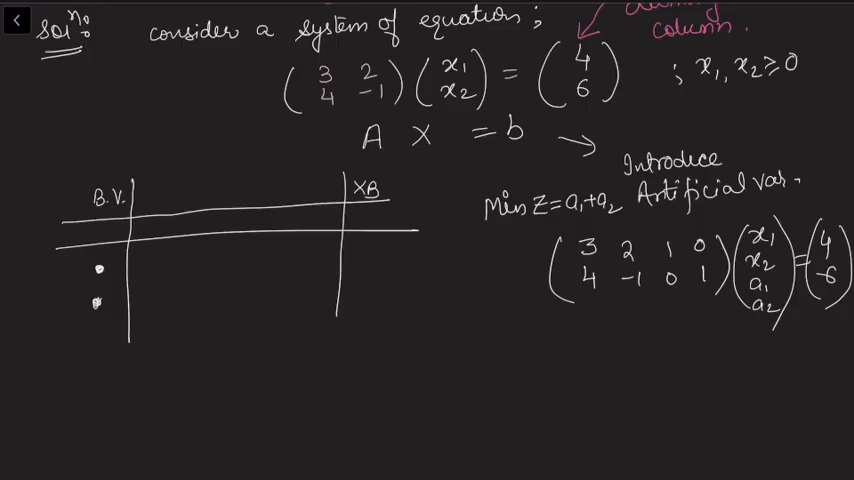 Solⁿ: consider a system of equation;
column.
( 3 2 ) ( x₁ ) = ( 4 ) ; x₁, x₂ ≥ 0
( 4 -1 ) ( x₂ ) ( 6 )
A X = b →
Introduce
Artificial var.
Min Z = a₁+a₂
B.V. XB
( 3 2 1 0 ) ( x₁ ) = ( 4 )
( 4 -1 0 1 ) ( x₂ ) ( 6 )
( a₁ )
( a₂ )